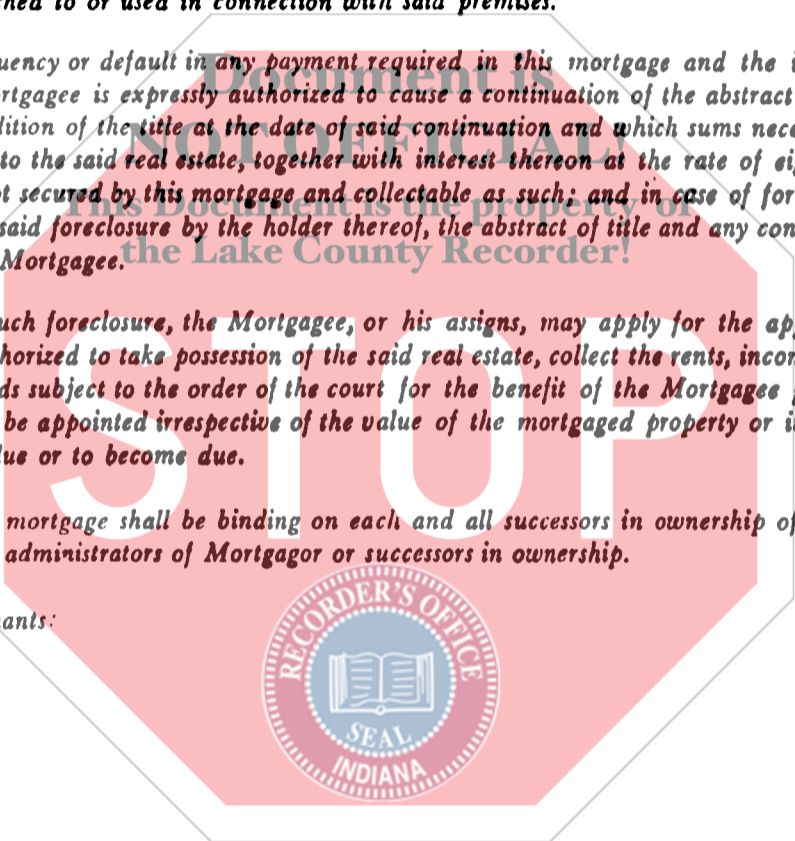 ched to or used in connection with said premises.
uency or default in any payment required in this mortgage and the i
Document is
rtgagee is expressly authorized to cause a continuation of the abstract
dition of the title at the date of said continuation and which sums nece
NOT OFFICIAL!
to the said real estate, together with interest thereon at the rate of ei
t secured by this mortgage and collectable as such; and in case of for
This Document is the property of
said foreclosure by the holder thereof, the abstract of title and any con
Mortgagee.
the Lake County Recorder!
uch foreclosure, the Mortgagee, or his assigns, may apply for the ap
horized to take possession of the said real estate, collect the rents, incom
ds subject to the order of the court for the benefit of the Mortgagee
be appointed irrespective of the value of the mortgaged property or i
lue or to become due.
STOP
mortgage shall be binding on each and all successors in ownership of
administrators of Mortgagor or successors in ownership.
ants:
RECORDER'S OFFICE
SEAL
INDIANA